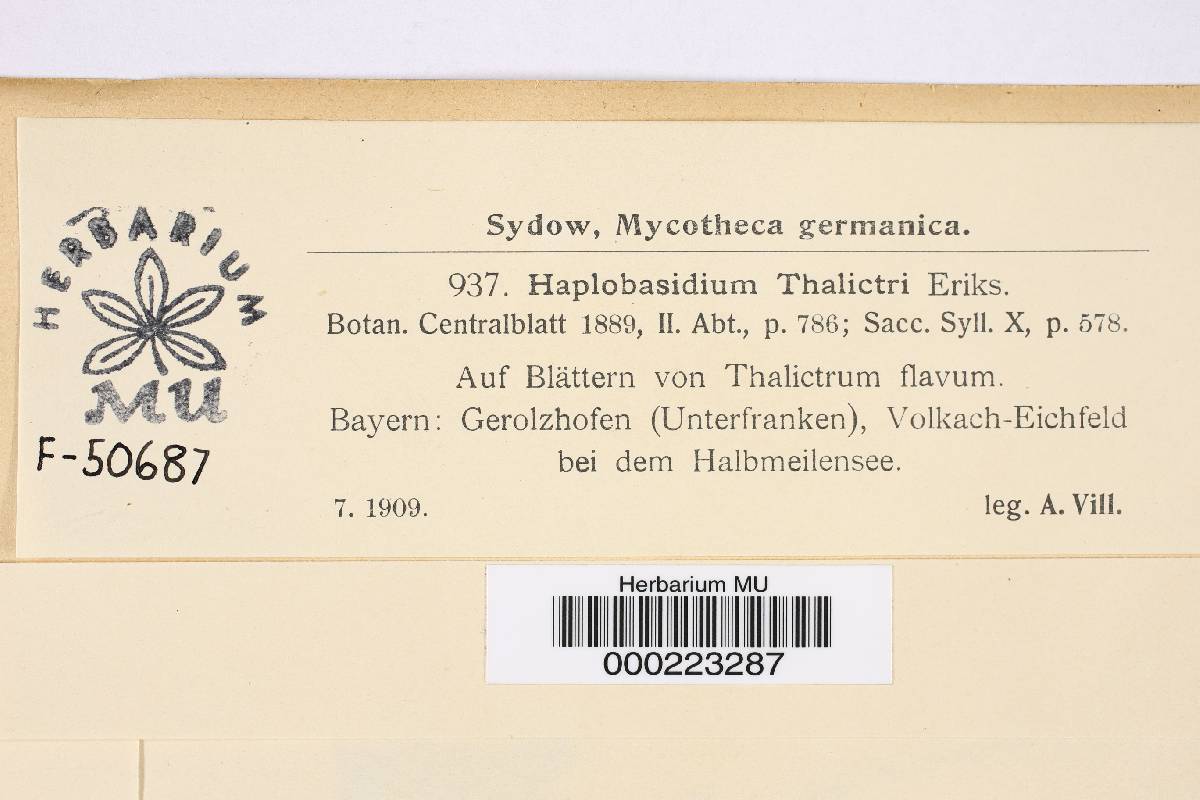 HERBARIUM
MU
F-50687
Sydow, Mycotheca germanica.
937. Haplobasidium Thalictri Eriks.
Botan. Centralblatt 1889, II. Abt., p. 786; Sacc. Syll. X, p. 578.
Auf Blättern von Thalictrum flavum.
Bayern: Gerolzhofen (Unterfranken), Volkach-Eichfeld
bei dem Halbmeilensee.
7. 1909. leg. A. Vill.
Herbarium MU
000223287